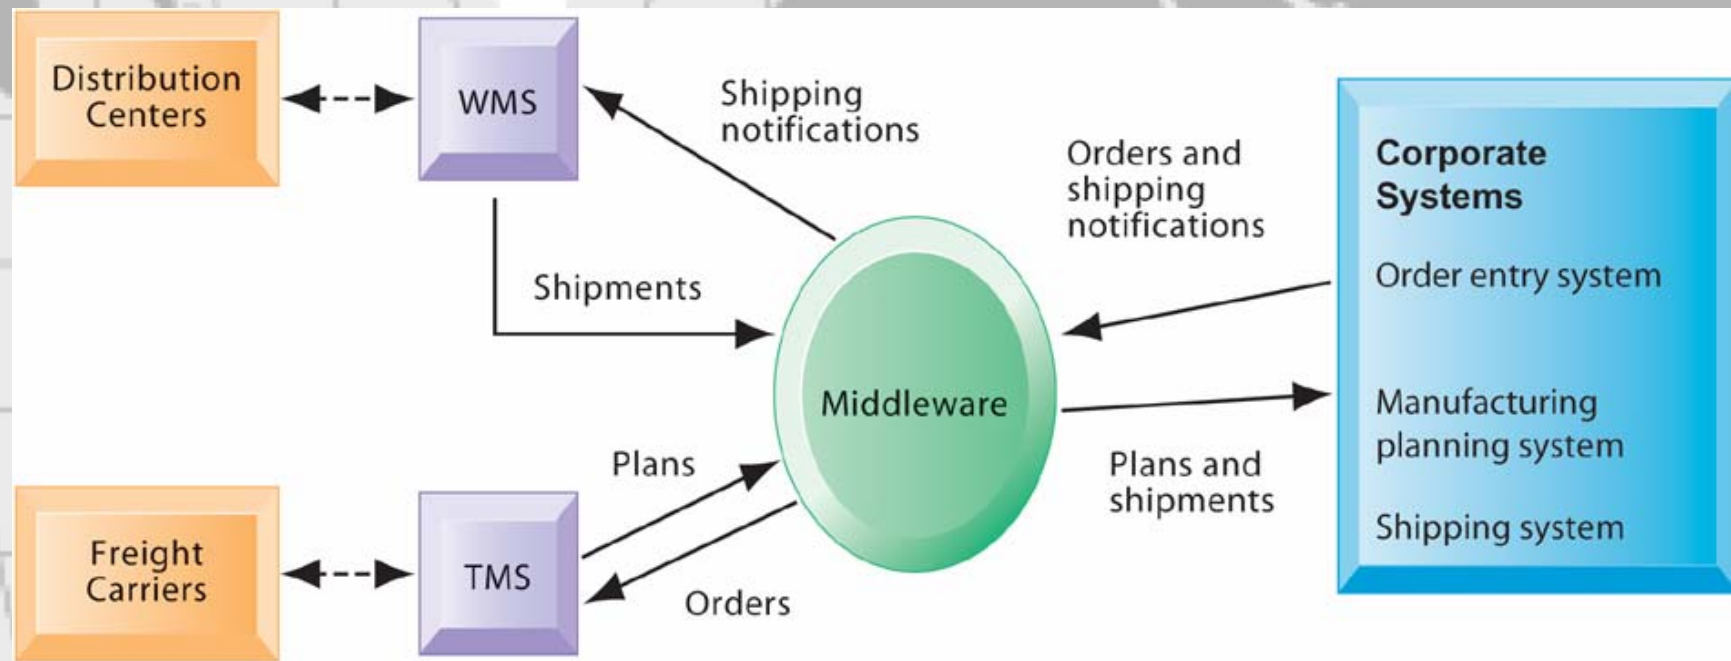 Distribution
Centers
WMS
Shipping
notifications
Orders and
shipping
notifications
Corporate
Systems
Order entry system
Shipments
Middleware
Manufacturing
planning system
Plans
Plans and
shipments
Shipping system
Freight
Carriers
TMS
Orders